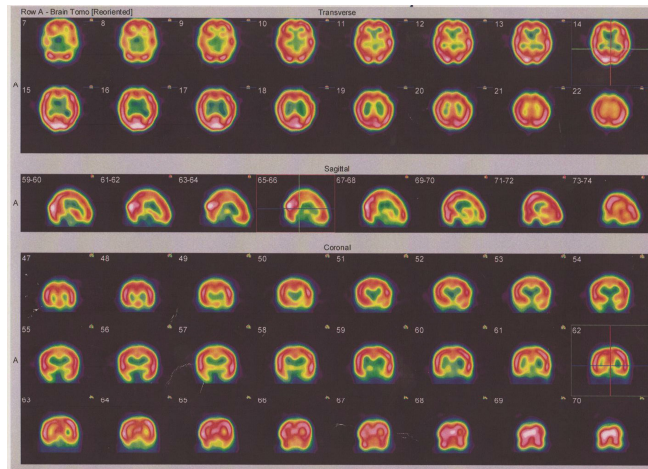 Row A - Brain Tomo [Reoriented]
Transverse
7 8 9 10 11 12 13 14
A
15 16 17 18 19 20 21 22
Sagittal
59-60 61-62 63-64 65-66 67-68 69-70 71-72 73-74
A
Coronal
47 48 49 50 51 52 53 54
55 56 57 58 59 60 61 62
A
63 64 65 66 67 68 69 70